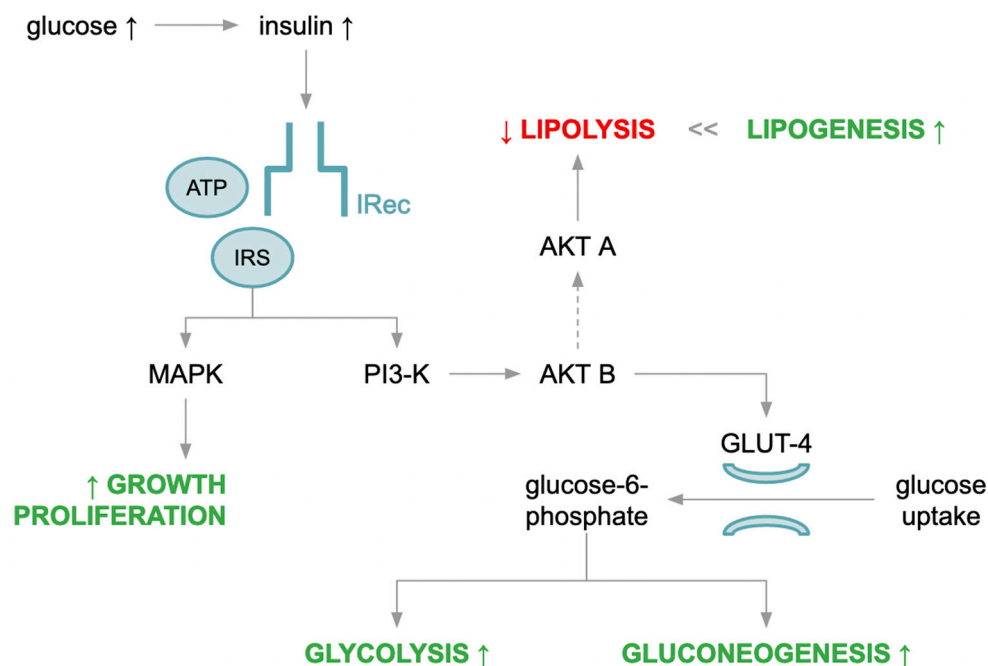 glucose ↑
insulin ↑
↓ LIPOLYSIS << LIPOGENESIS ↑
ATP
IRec
IRS
AKT A
MAPK
PI3-K
AKT B
GLUT-4
↑ GROWTH
PROLIFERATION
glucose-6-
phosphate
glucose
uptake
GLYCOLYSIS ↑
GLUCONEOGENESIS ↑